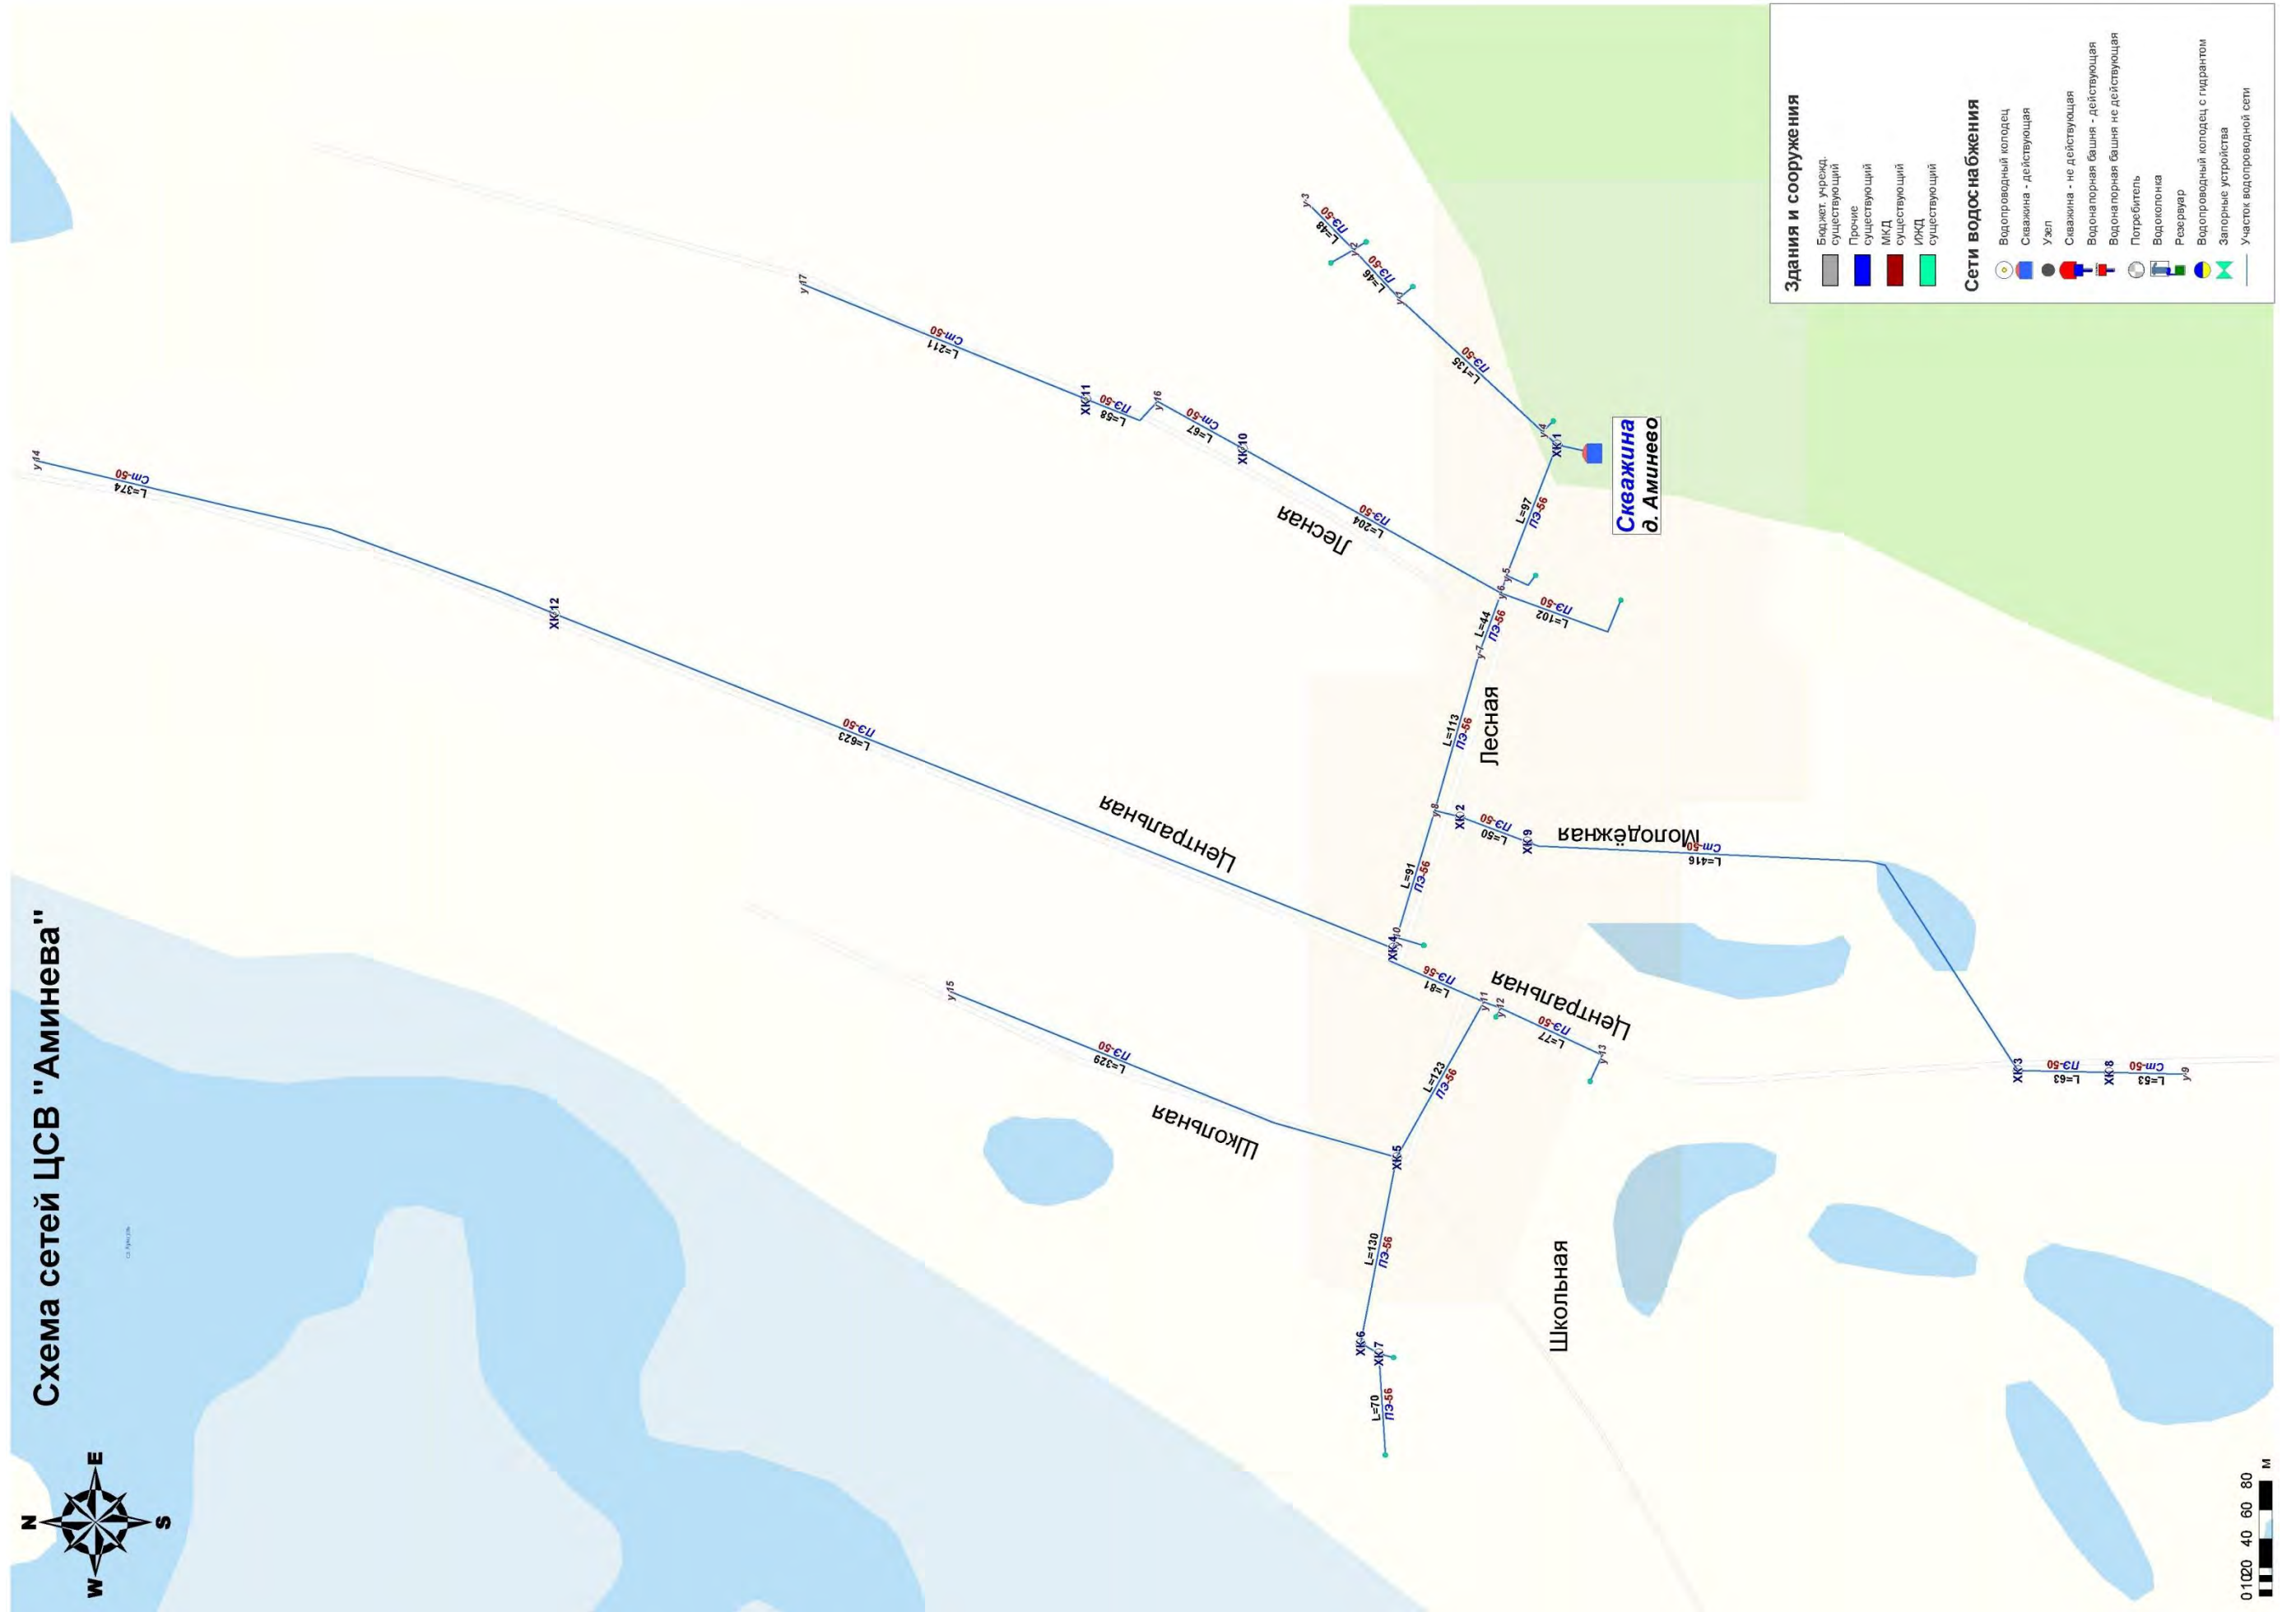 Схема сетей ЦСВ "Аминева"
N
W
E
S
Здания и сооружения
Бюджет. учрежд.
существующий
Прочие
существующий
МКД
существующий
ИЖД
существующий
Сети водоснабжения
Водопроводный колодец
Скважина - действующая
Узел
Скважина - не действующая
Водонапорная башня - действующая
Водонапорная башня не действующая
Потребитель
Водоколонка
Резервуар
Водопроводный колодец с гидрантом
Запорные устройства
Участок водопроводной сети
у-14
Ст-50
L=374
ХК-12
ПЭ-50
L=623
Центральная
у-17
Ст-50
L=211
ХК-11
ПЭ-50
L=58
у-16
Ст-50
L=67
ХК-10
ПЭ-50
L=204
Лесная
у-3
ПЭ-50
L=48
у-2
ПЭ-50
L=46
у-1
ПЭ-50
L=135
у-4
ХК-1
Скважина
д. Аминево
L=97
ПЭ-56
у-5
у-6
ПЭ-50
L=102
L=44
ПЭ-56
у-7
L=113
ПЭ-56
Лесная
у-8
ХК-2
ПЭ-50
L=50
ХК-9
Молодёжная
Ст-50
L=416
ХК-3
ПЭ-50
L=63
ХК-8
Ст-50
L=53
у-9
L=91
ПЭ-56
у-10
ХК-4
ПЭ-56
L=81
у-11
у-12
Центральная
ПЭ-50
L=77
у-13
L=123
ПЭ-56
у-15
ПЭ-50
L=329
Школьная
ХК-5
L=130
ПЭ-56
ХК-6
ХК-7
L=70
ПЭ-56
Школьная
0 10 20 40 60 80 м